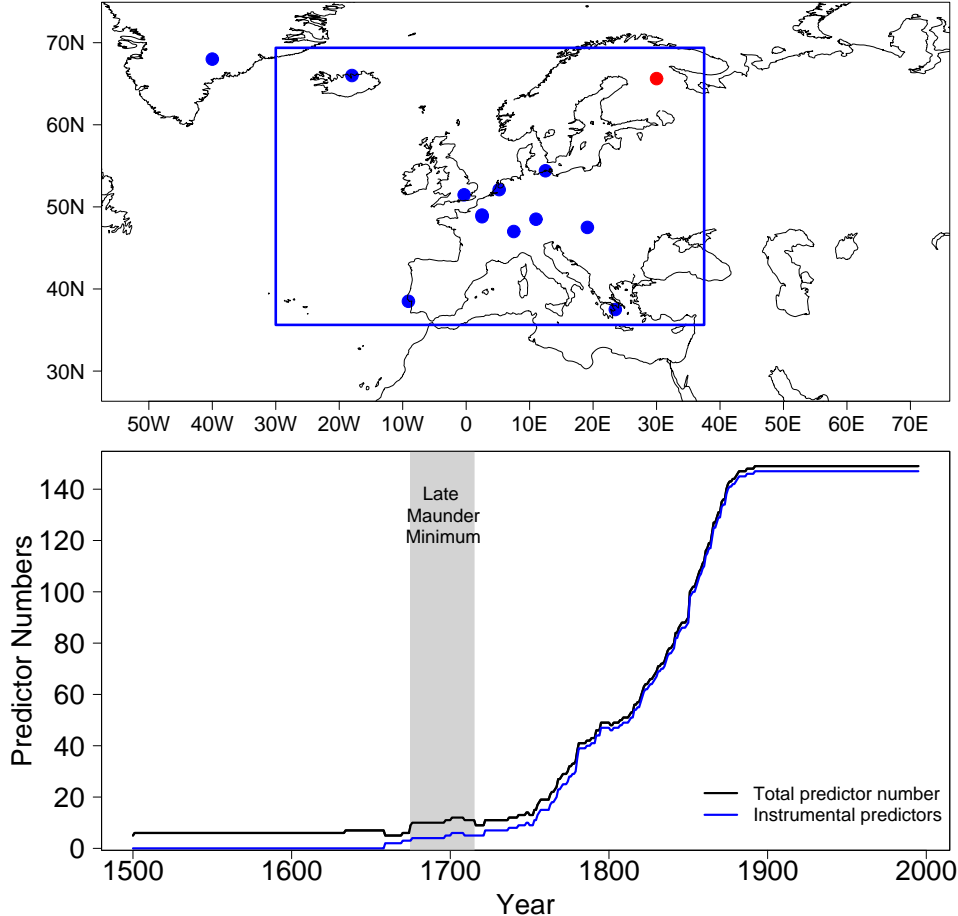 70N
60N
50N
40N
30N
50W 40W 30W 20W 10W 0 10E 20E 30E 40E 50E 60E 70E
Late
Maunder
Minimum
140
120
100
80
60
40
20
0
Predictor Numbers
Total predictor number
Instrumental predictors
1500 1600 1700 1800 1900 2000
Year